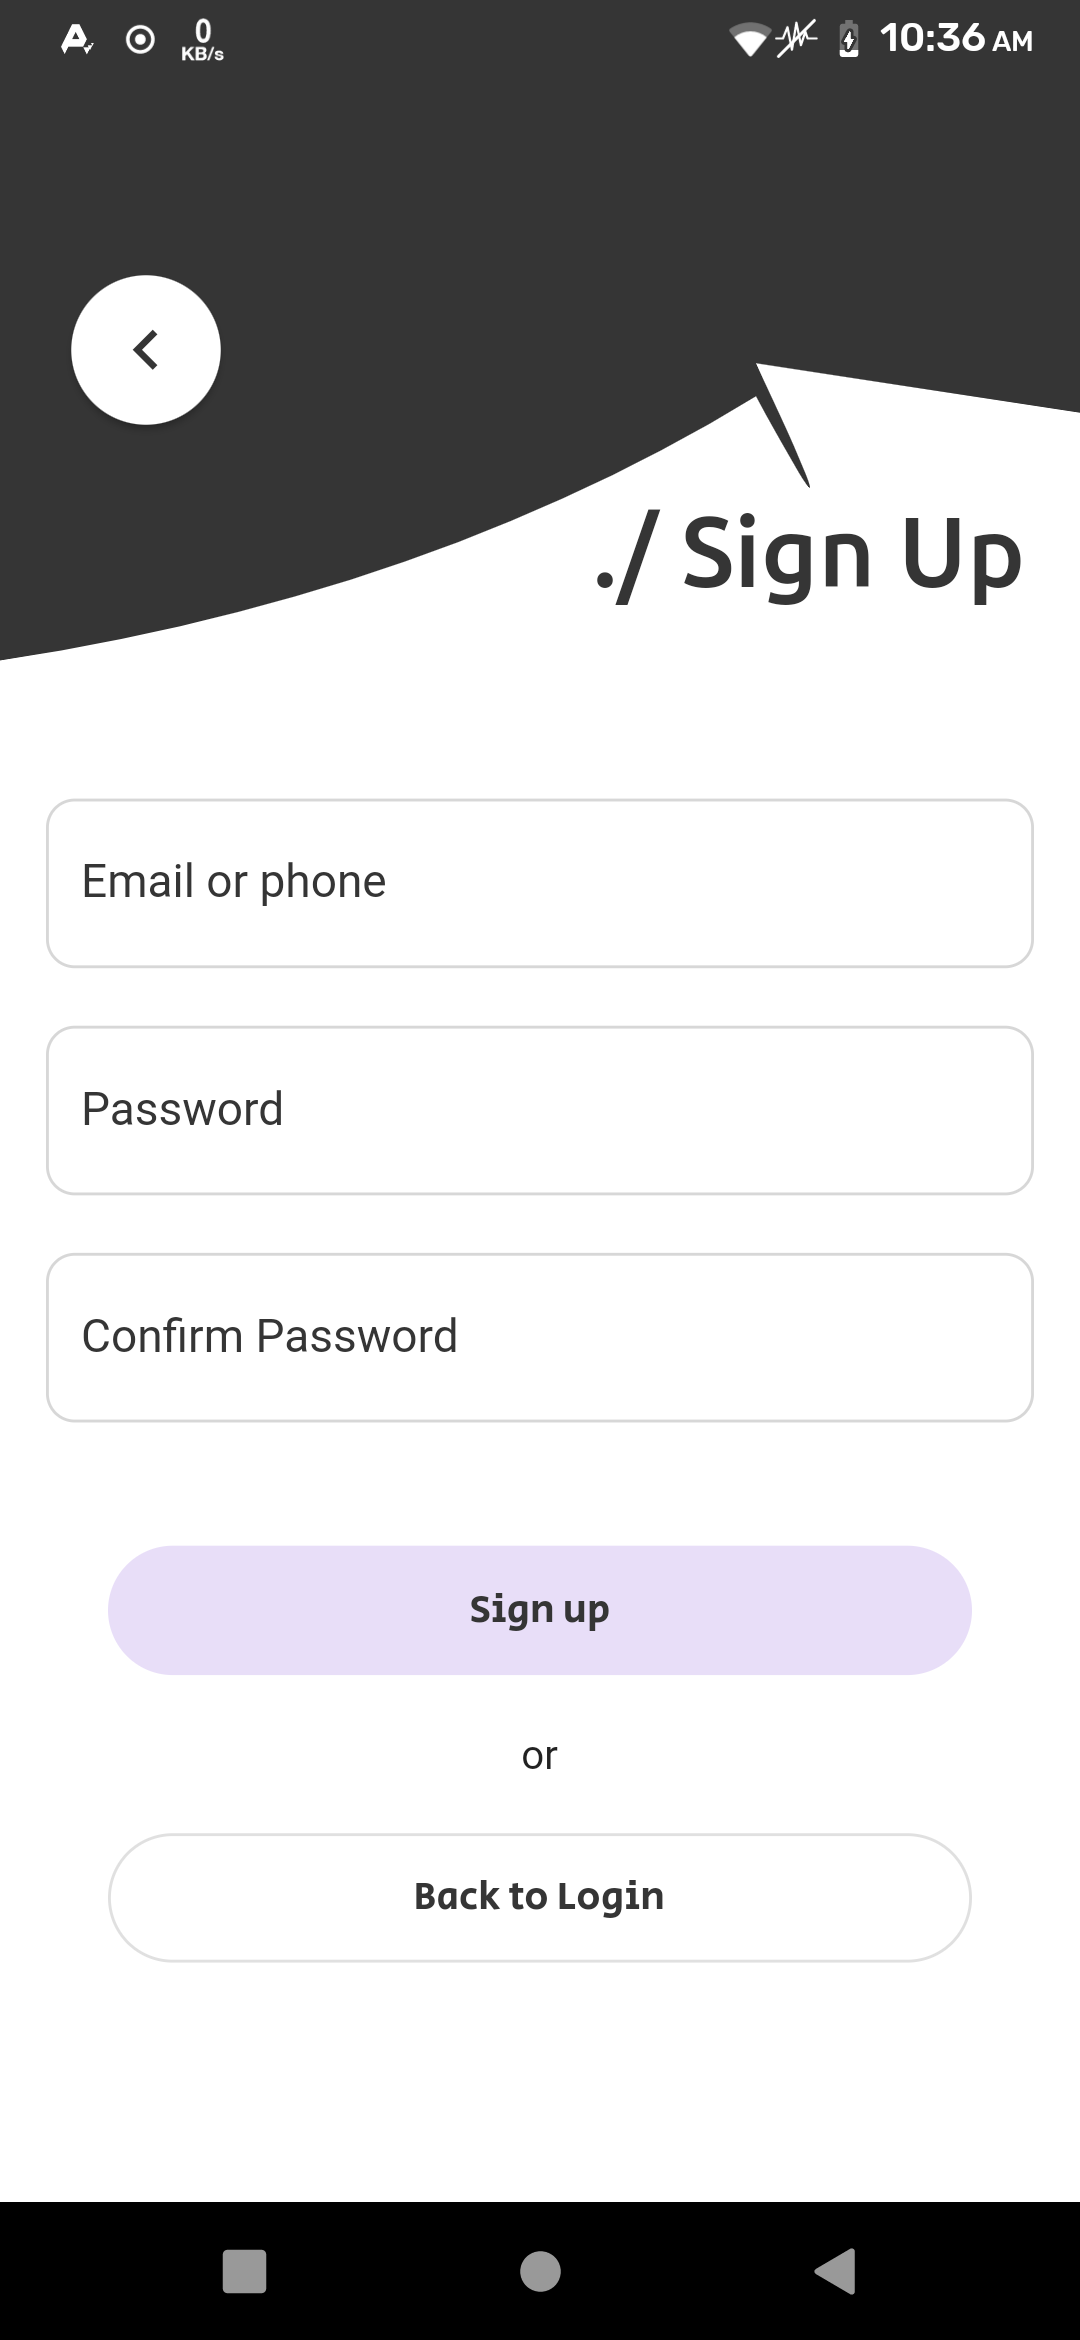 0
KB/s
10:36 AM
./ Sign Up
Email or phone
Password
Confirm Password
Sign up
or
Back to Login